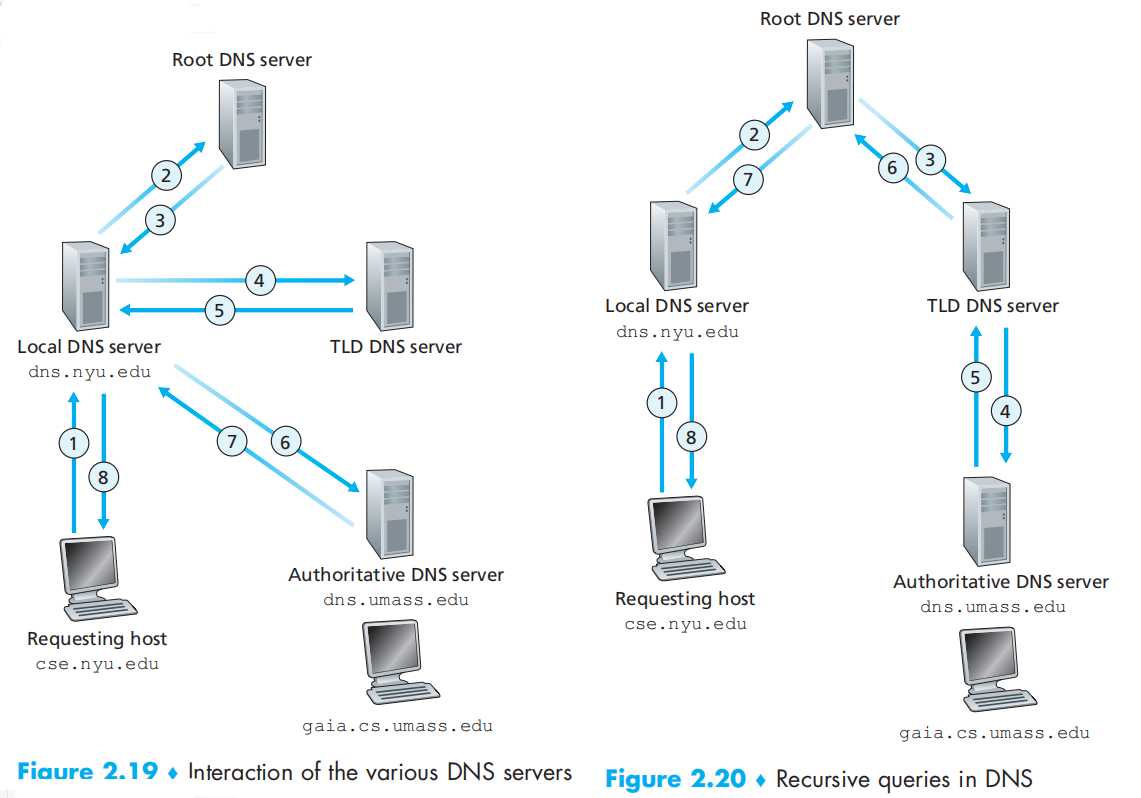 Root DNS server
2
3
4
5
Local DNS server
dns.nyu.edu
TLD DNS server
1
8
7
6
Authoritative DNS server
dns.umass.edu
Requesting host
cse.nyu.edu
gaia.cs.umass.edu
Figure 2.19 ♦ Interaction of the various DNS servers
Root DNS server
2
7
6
3
Local DNS server
dns.nyu.edu
TLD DNS server
1
8
5
4
Authoritative DNS server
dns.umass.edu
Requesting host
cse.nyu.edu
gaia.cs.umass.edu
Figure 2.20 ♦ Recursive queries in DNS